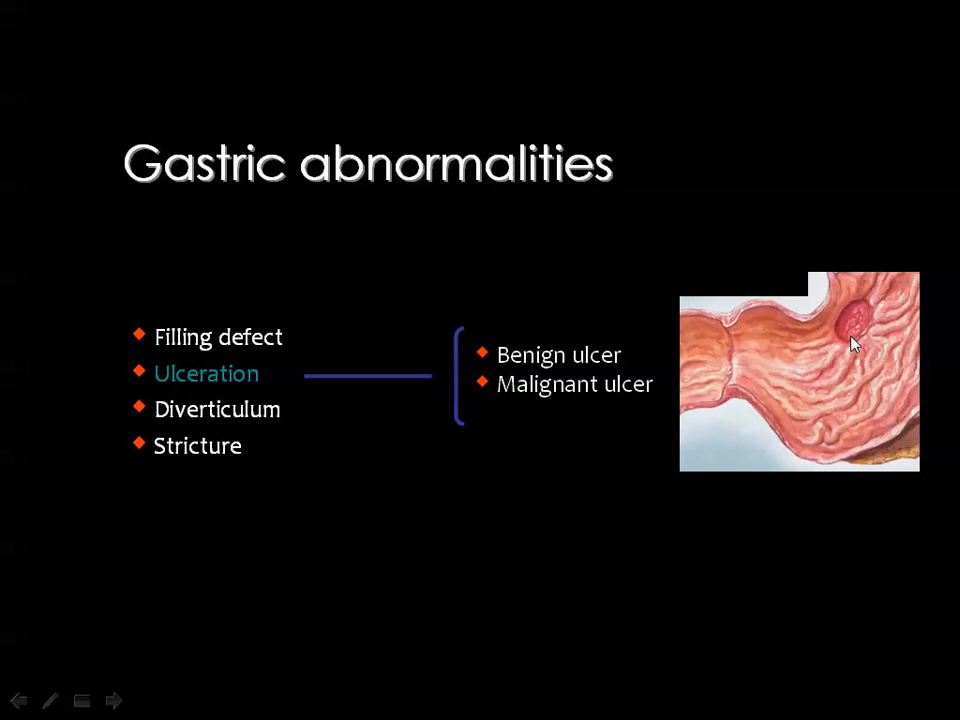 Gastric abnormalities
Filling defect
Ulceration
Diverticulum
Stricture
Benign ulcer
Malignant ulcer